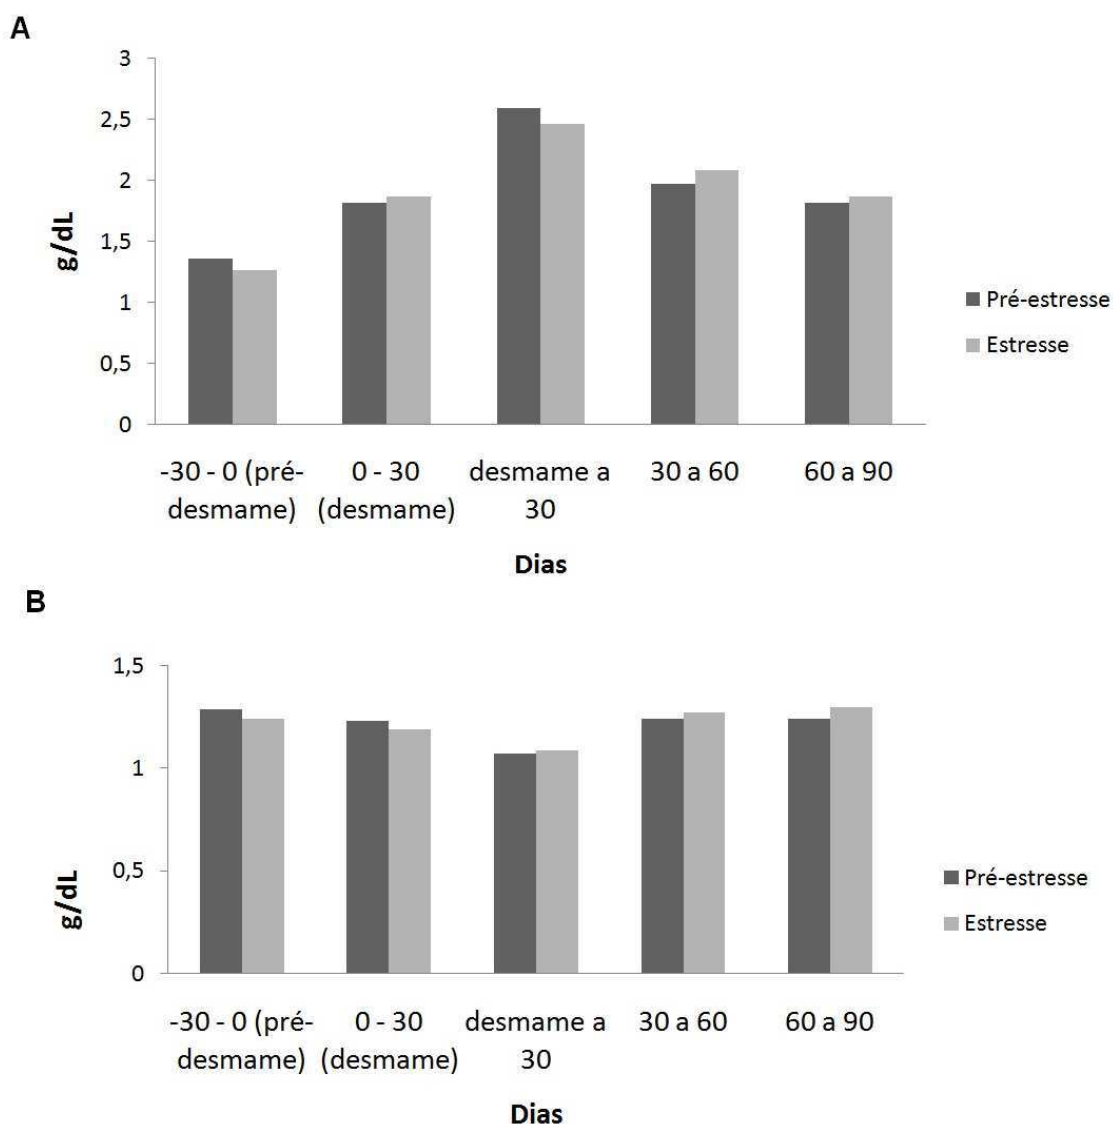 A
3
2,5
2
1,5
1
0,5
0
g/dL
Pré-estresse
Estresse
-30 - 0 (pré-
desmame)
0 - 30
(desmame)
desmame a
30
30 a 60
60 a 90
Dias
B
1,5
1
0,5
0
g/dL
Pré-estresse
Estresse
-30 - 0 (pré-
desmame)
0 - 30
(desmame)
desmame a
30
30 a 60
60 a 90
Dias